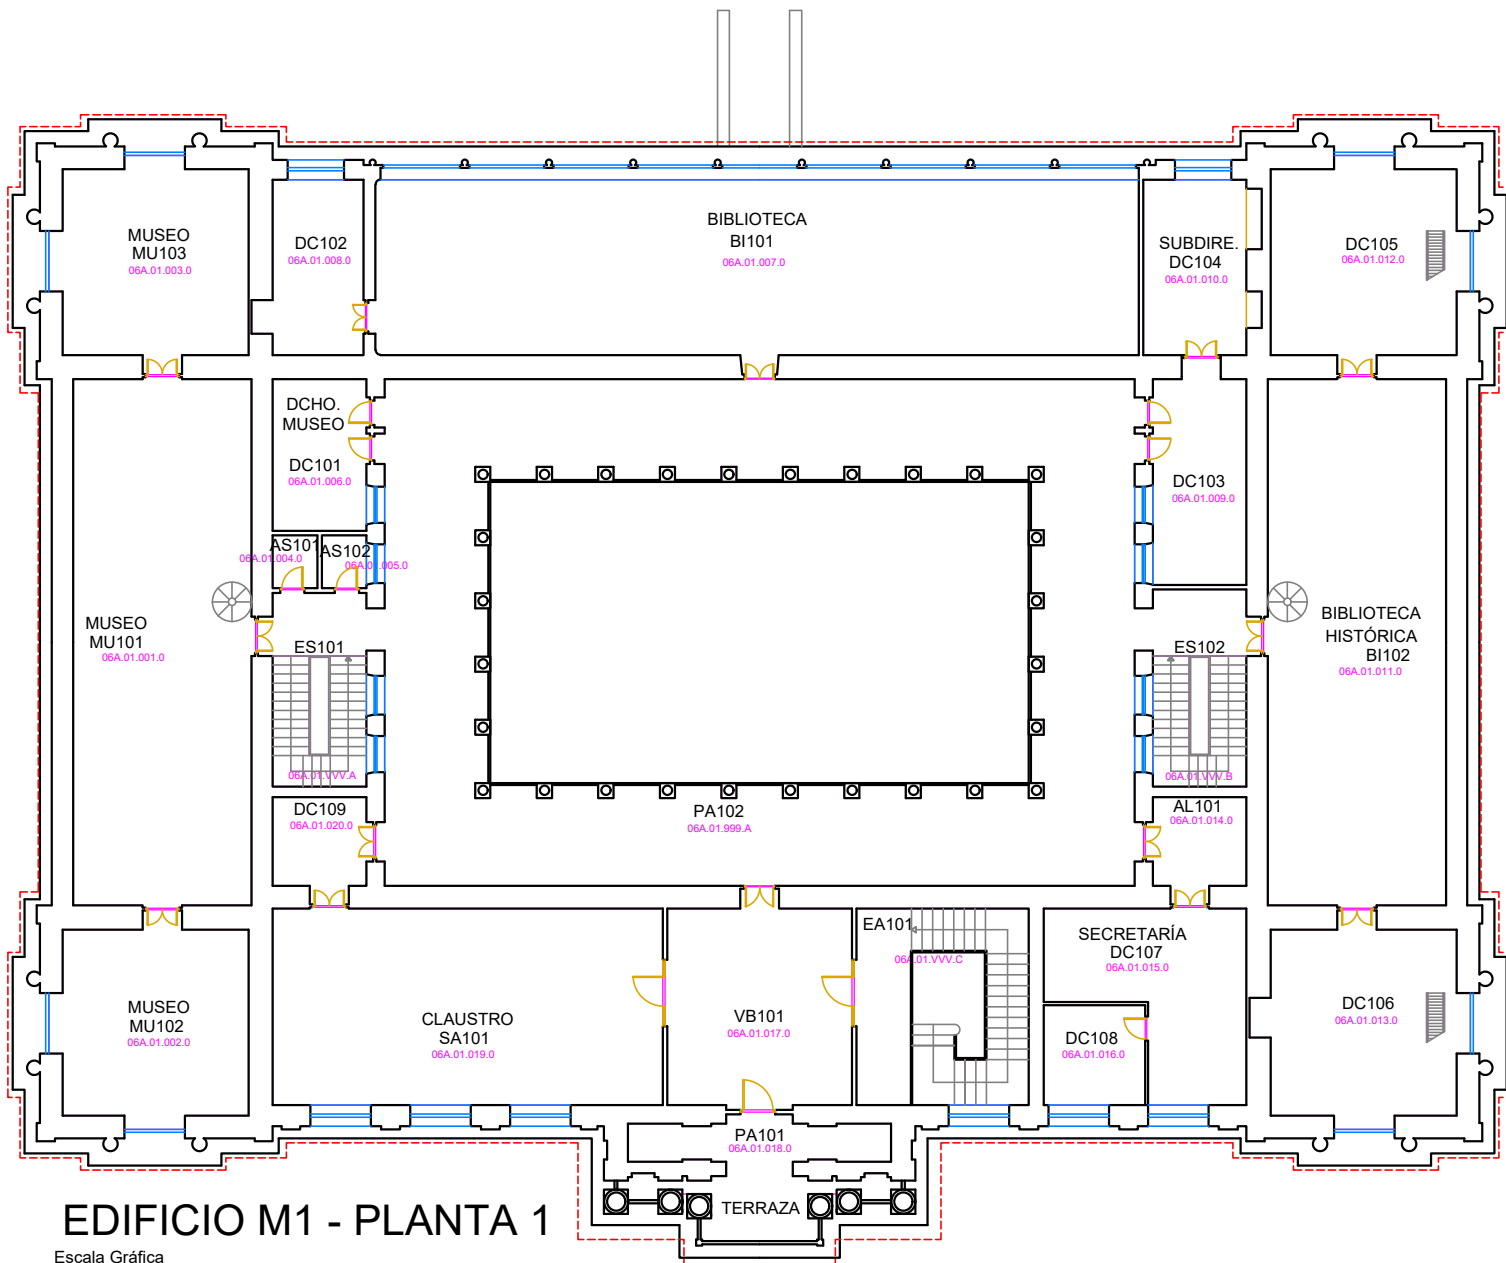 MUSEO
MU103
06A.01.003.0
DC102
06A.01.008.0
BIBLIOTECA
BI101
06A.01.007.0
SUBDIRE.
DC104
06A.01.010.0
DC105
06A.01.012.0
DCHO.
MUSEO
DC101
06A.01.006.0
DC103
06A.01.009.0
AS101
06A.01.004.0
AS102
06A.01.005.0
MUSEO
MU101
06A.01.001.0
ES101
06A.01.VVV.A
ES102
06A.01.VVV.B
BIBLIOTECA
HISTÓRICA
BI102
06A.01.011.0
DC109
06A.01.020.0
PA102
06A.01.999.A
AL101
06A.01.014.0
MUSEO
MU102
06A.01.002.0
CLAUSTRO
SA101
06A.01.019.0
VB101
06A.01.017.0
EA101
06A.01.VVV.C
SECRETARÍA
DC107
06A.01.015.0
DC108
06A.01.016.0
DC106
06A.01.013.0
PA101
06A.01.018.0
TERRAZA
EDIFICIO M1 - PLANTA 1
Escala Gráfica